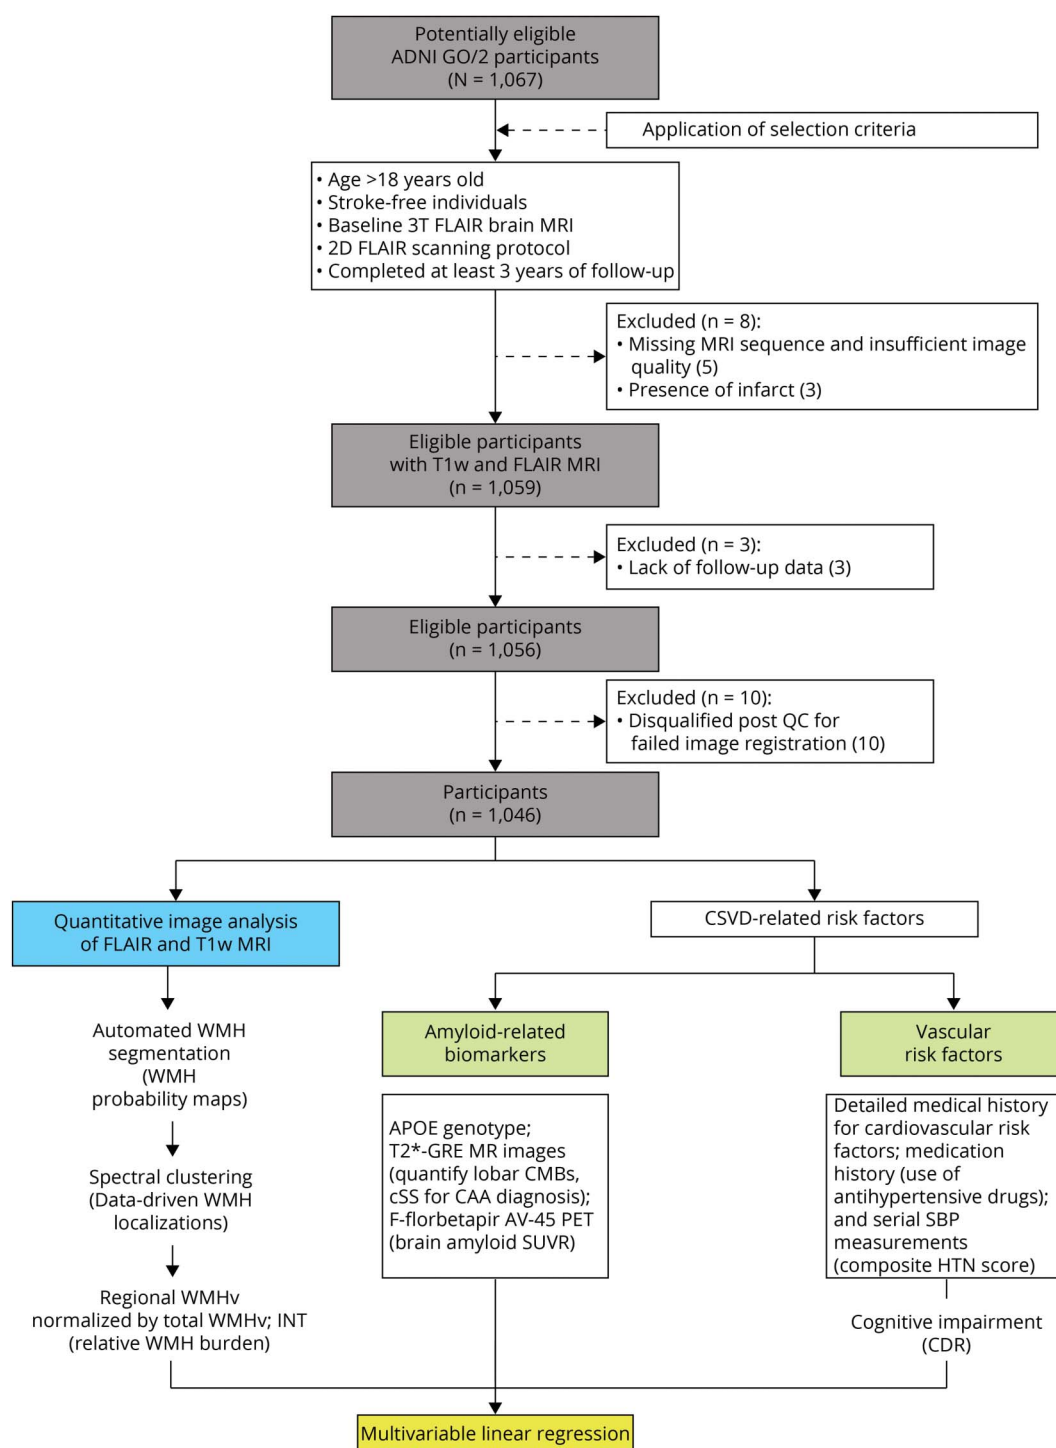 Potentially eligible
ADNI GO/2 participants
(N = 1,067)
Application of selection criteria
• Age >18 years old
• Stroke-free individuals
• Baseline 3T FLAIR brain MRI
• 2D FLAIR scanning protocol
• Completed at least 3 years of follow-up
Excluded (n = 8):
• Missing MRI sequence and insufficient image
quality (5)
• Presence of infarct (3)
Eligible participants
with T1w and FLAIR MRI
(n = 1,059)
Excluded (n = 3):
• Lack of follow-up data (3)
Eligible participants
(n = 1,056)
Excluded (n = 10):
• Disqualified post QC for
failed image registration (10)
Participants
(n = 1,046)
Quantitative image analysis
of FLAIR and T1w MRI
CSVD-related risk factors
Automated WMH
segmentation
(WMH
probability maps)
Spectral clustering
(Data-driven WMH
localizations)
Regional WMHv
normalized by total WMHv; INT
(relative WMH burden)
Amyloid-related
biomarkers
APOE genotype;
T2*-GRE MR images
(quantify lobar CMBs,
cSS for CAA diagnosis);
F-florbetapir AV-45 PET
(brain amyloid SUVR)
Vascular
risk factors
Detailed medical history
for cardiovascular risk
factors; medication
history (use of
antihypertensive drugs);
and serial SBP
measurements
(composite HTN score)
Cognitive impairment
(CDR)
Multivariable linear regression